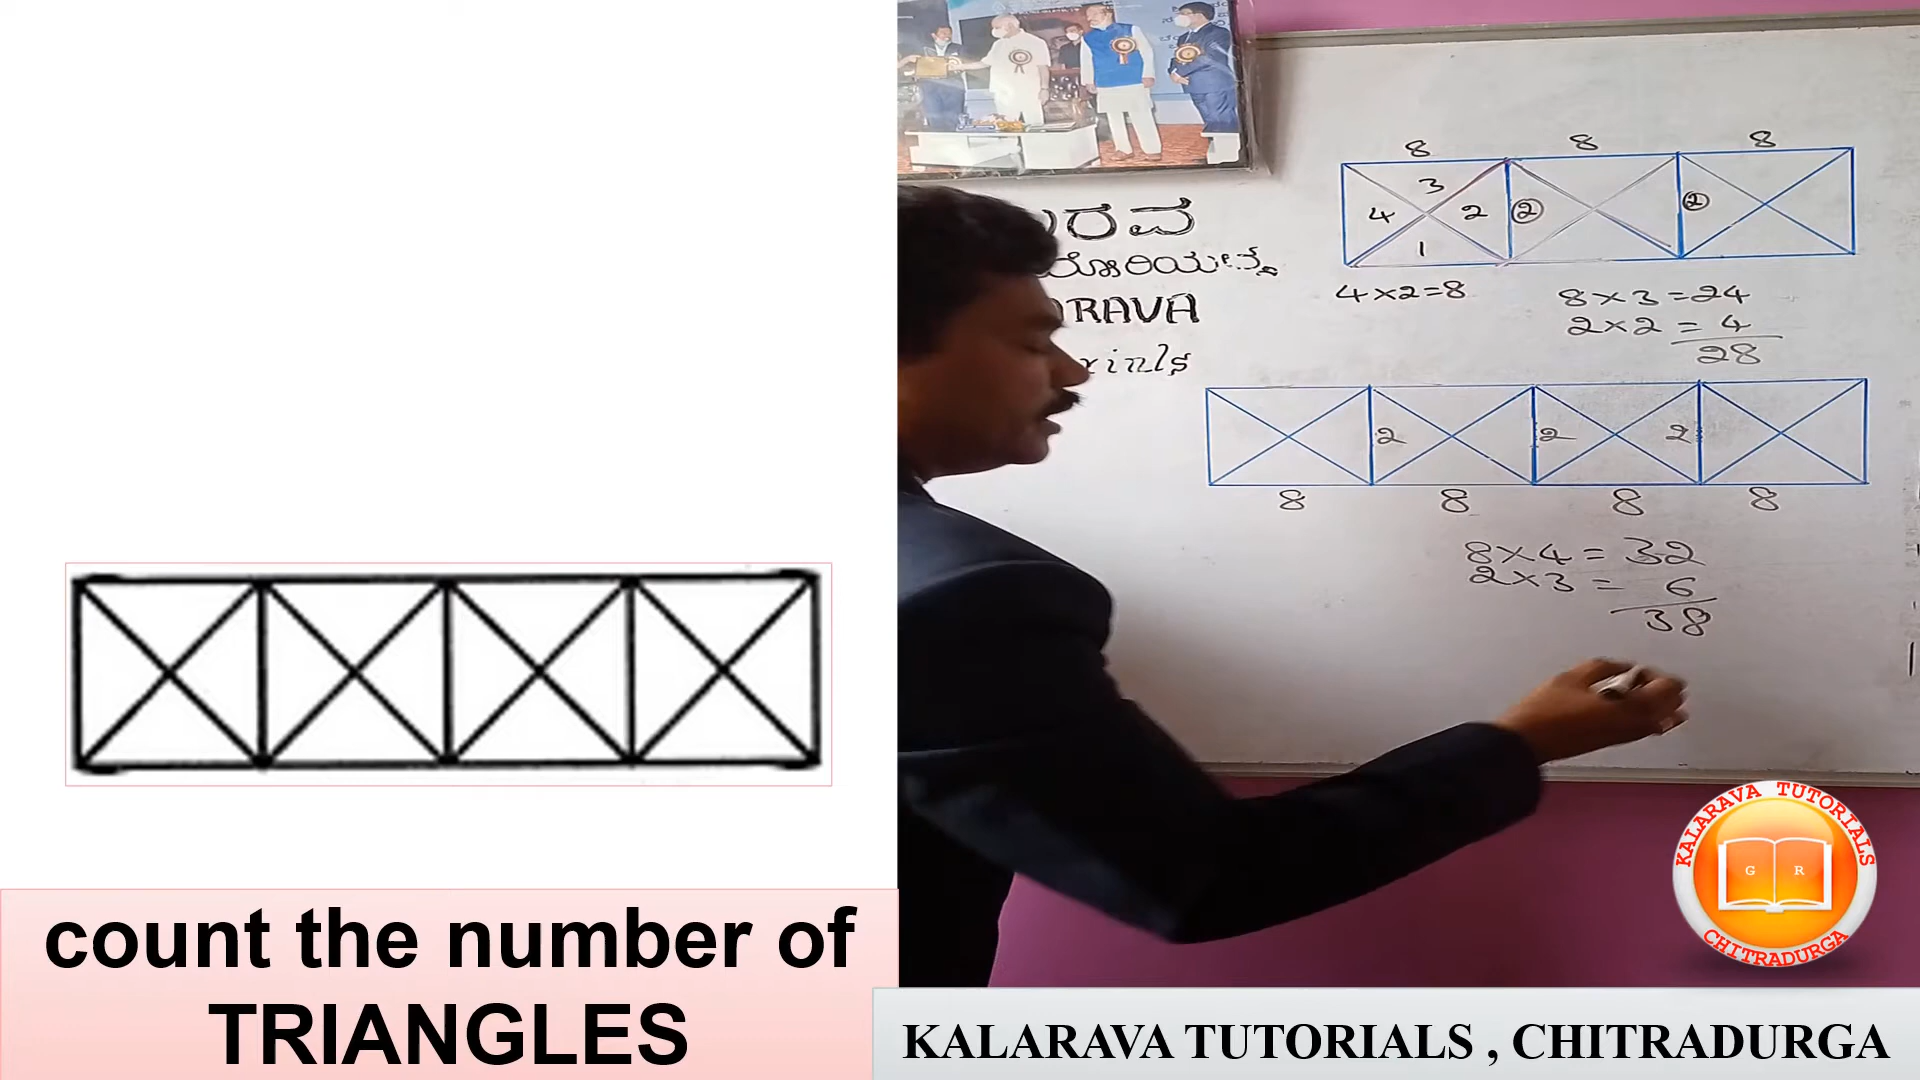 8 8 8
3
4 2 ② ②
1
4×2=8
8×3=24
2×2=4
28
ರವ
RAVA
2 2 2
8 8 8 8
8×4=32
2×3=6
38
count the number of
TRIANGLES
KALARAVA TUTORIALS
G R
CHITRADURGA
KALARAVA TUTORIALS , CHITRADURGA